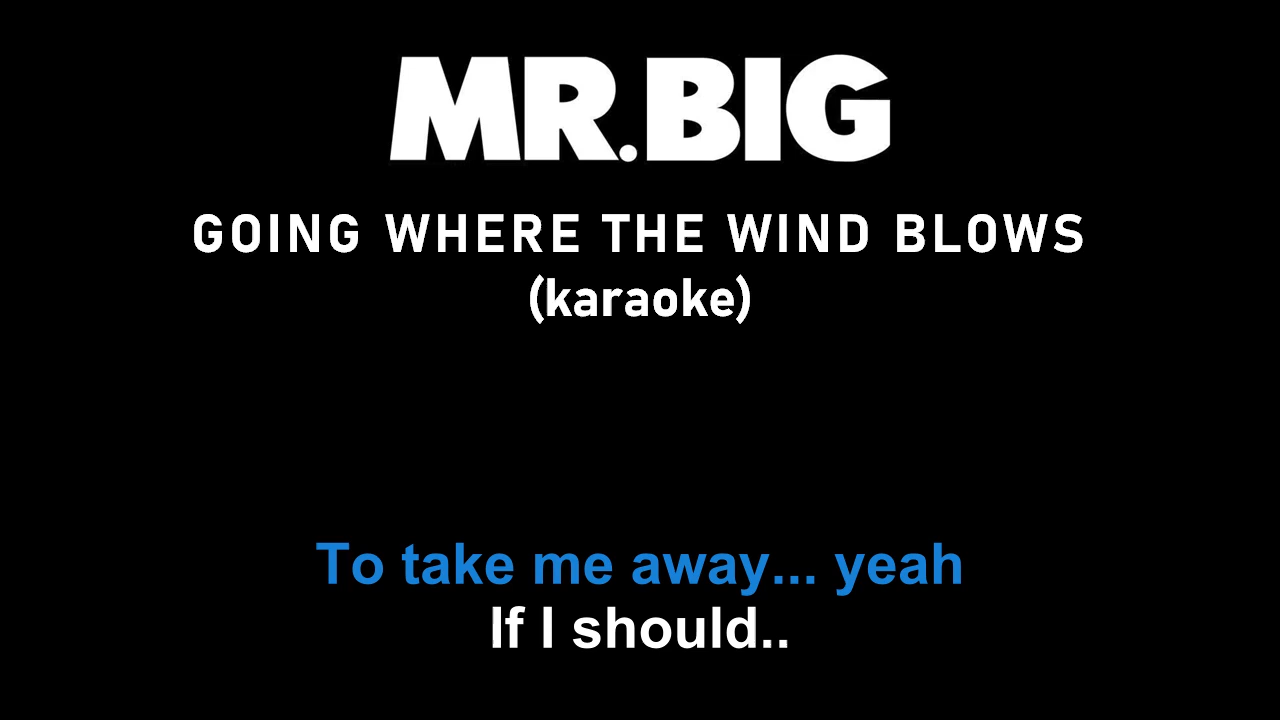 MR.BIG
GOING WHERE THE WIND BLOWS
(karaoke)
To take me away... yeah
If I should..